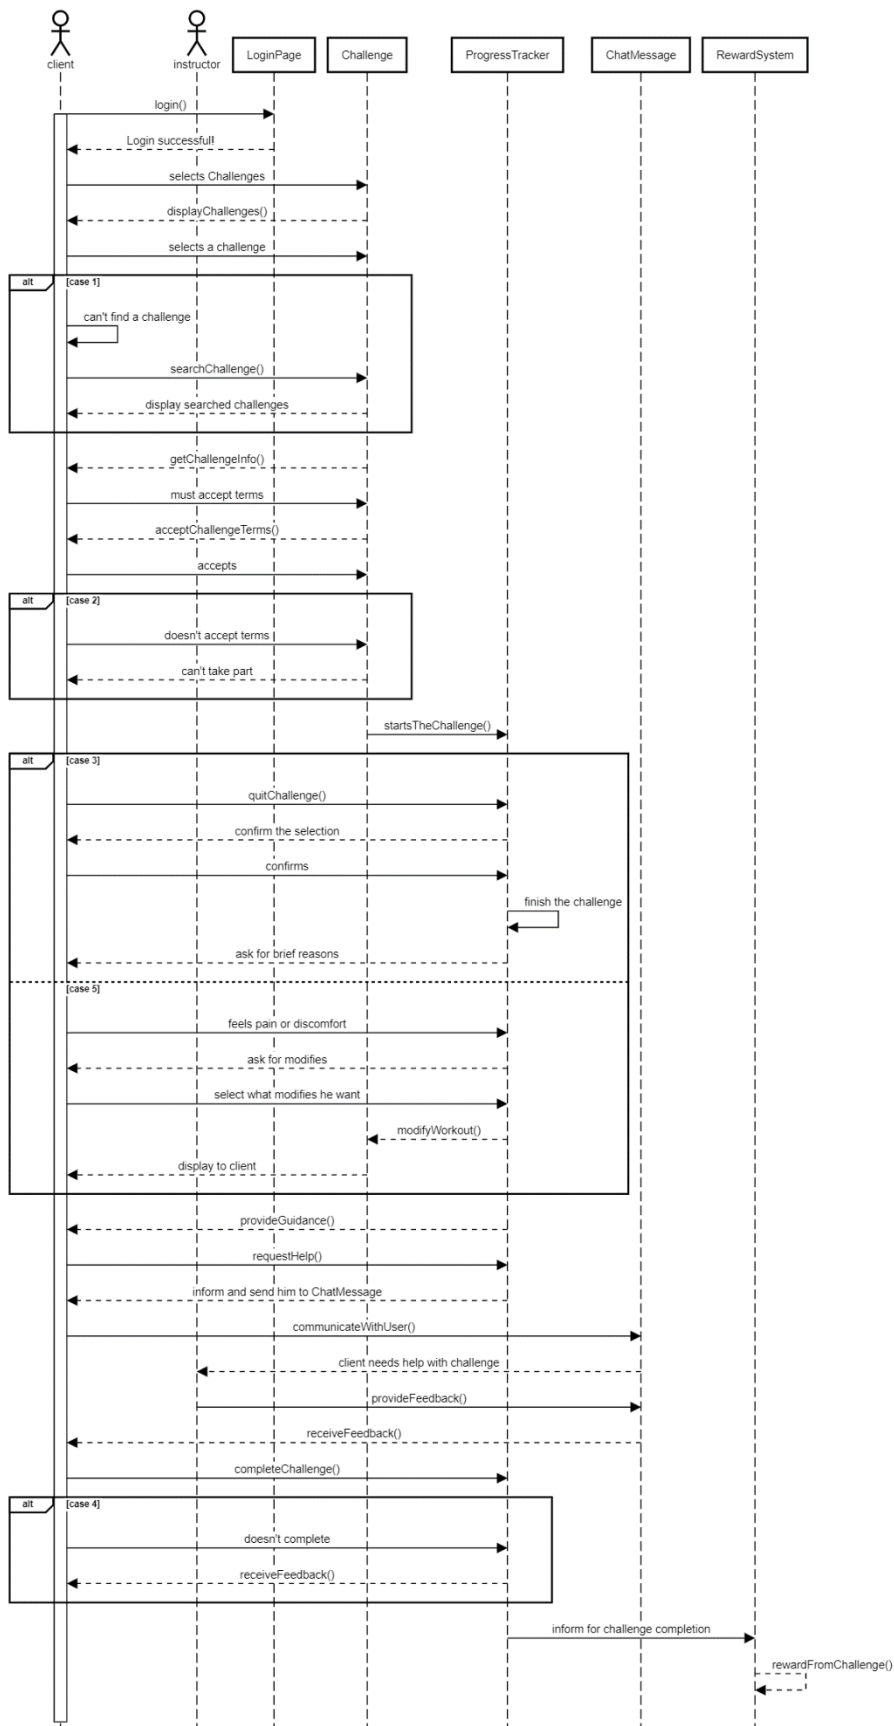 client
instructor
LoginPage
Challenge
ProgressTracker
ChatMessage
RewardSystem
login()
Login successful!
selects Challenges
displayChallenges()
selects a challenge
alt [case 1]
can't find a challenge
searchChallenge()
display searched challenges
getChallengeInfo()
must accept terms
acceptChallengeTerms()
accepts
alt [case 2]
doesn't accept terms
can't take part
startsTheChallenge()
alt [case 3]
quitChallenge()
confirm the selection
confirms
finish the challenge
ask for brief reasons
[case 5]
feels pain or discomfort
ask for modifies
select what modifies he want
modifyWorkout()
display to client
provideGuidance()
requestHelp()
inform and send him to ChatMessage
communicateWithUser()
client needs help with challenge
provideFeedback()
receiveFeedback()
completeChallenge()
alt [case 4]
doesn't complete
receiveFeedback()
inform for challenge completion
rewardFromChallenge()